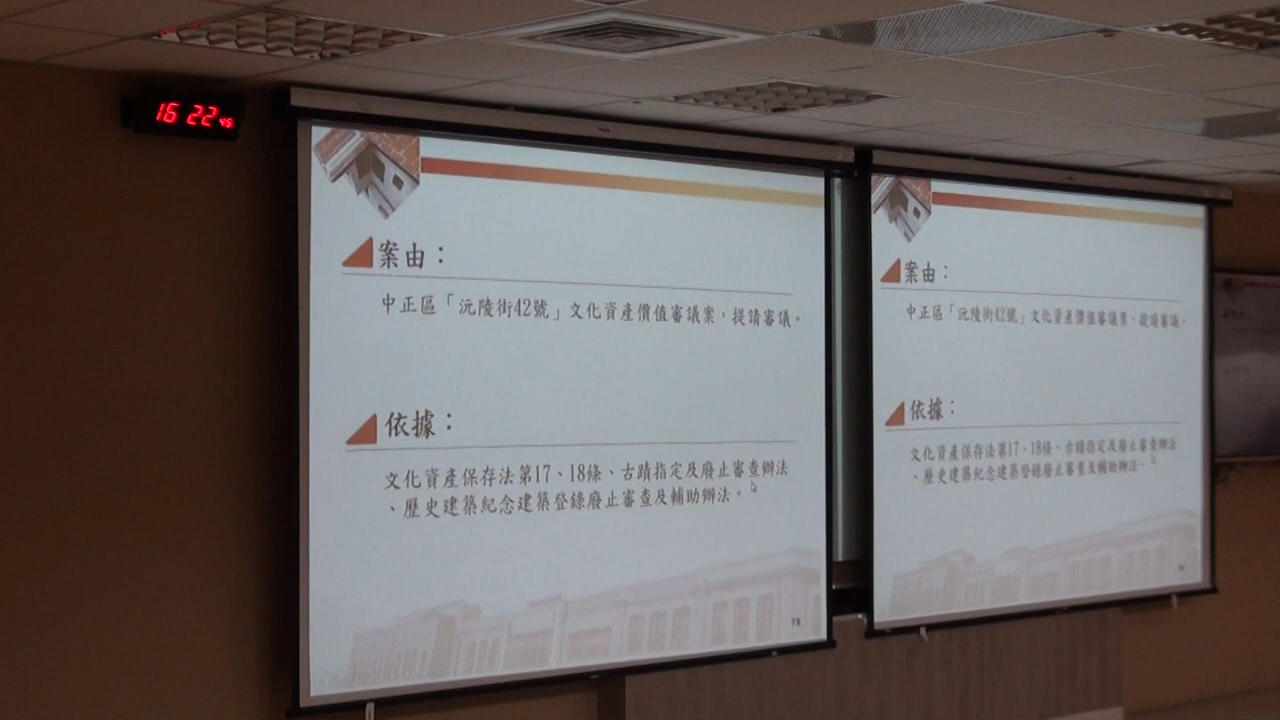 16 22 45
案由：
中正區「沅陵街42號」文化資產價值審議案，提請審議。
依據：
文化資產保存法第17、18條、古蹟指定及廢止審查辦法
、歷史建築紀念建築登錄廢止審查及輔助辦法。
78
案由：
中正區「沅陵街42號」文化資產價值審議案，提請審議。
依據：
文化資產保存法第17、18條、古蹟指定及廢止審查辦法
、歷史建築紀念建築登錄廢止審查及輔助辦法。